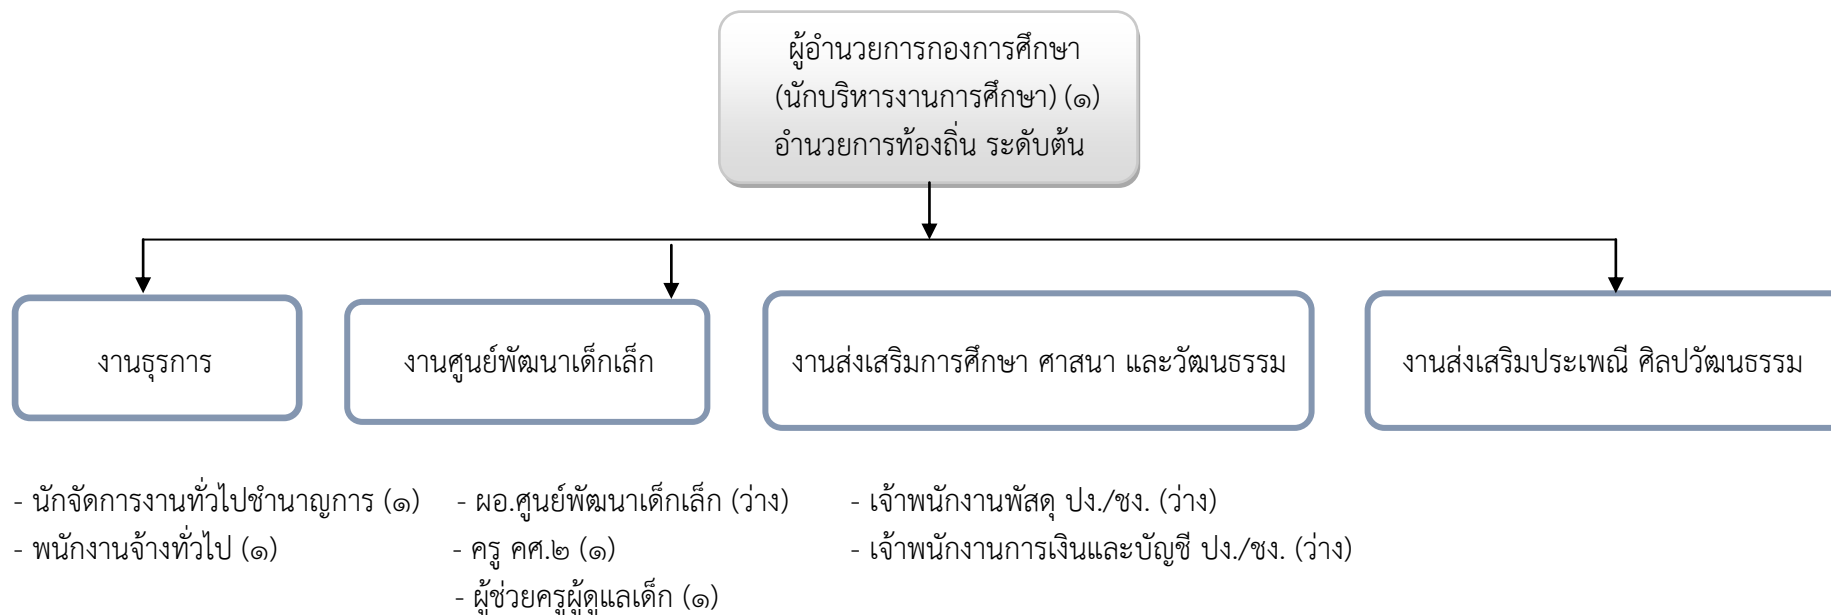 ผู้อำนวยการกองการศึกษา
(นักบริหารงานการศึกษา) (๑)
อำนวยการท้องถิ่น ระดับต้น
งานธุรการ
งานศูนย์พัฒนาเด็กเล็ก
งานส่งเสริมการศึกษา ศาสนา และวัฒนธรรม
งานส่งเสริมประเพณี ศิลปวัฒนธรรม
- นักจัดการงานทั่วไปชำนาญการ (๑)
- พนักงานจ้างทั่วไป (๑)
- ผอ.ศูนย์พัฒนาเด็กเล็ก (ว่าง)
- ครู คศ.๒ (๑)
- ผู้ช่วยครูผู้ดูแลเด็ก (๑)
- เจ้าพนักงานพัสดุ ปง./ชง. (ว่าง)
- เจ้าพนักงานการเงินและบัญชี ปง./ชง. (ว่าง)